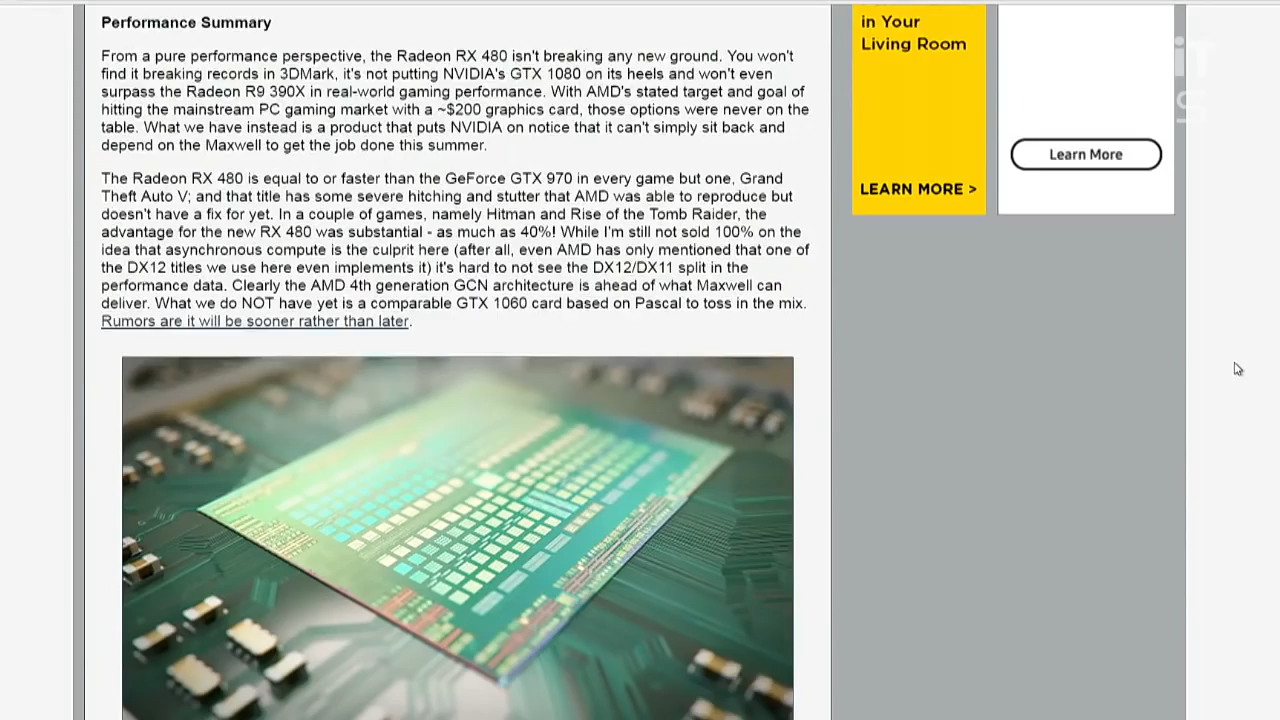 Performance Summary
From a pure performance perspective, the Radeon RX 480 isn't breaking any new ground. You won't
find it breaking records in 3DMark, it's not putting NVIDIA's GTX 1080 on its heels and won't even
surpass the Radeon R9 390X in real-world gaming performance. With AMD's stated target and goal of
hitting the mainstream PC gaming market with a ~$200 graphics card, those options were never on the
table. What we have instead is a product that puts NVIDIA on notice that it can't simply sit back and
depend on the Maxwell to get the job done this summer.
The Radeon RX 480 is equal to or faster than the GeForce GTX 970 in every game but one, Grand
Theft Auto V; and that title has some severe hitching and stutter that AMD was able to reproduce but
doesn't have a fix for yet. In a couple of games, namely Hitman and Rise of the Tomb Raider, the
advantage for the new RX 480 was substantial - as much as 40%! While I'm still not sold 100% on the
idea that asynchronous compute is the culprit here (after all, even AMD has only mentioned that one of
the DX12 titles we use here even implements it) it's hard to not see the DX12/DX11 split in the
performance data. Clearly the AMD 4th generation GCN architecture is ahead of what Maxwell can
deliver. What we do NOT have yet is a comparable GTX 1060 card based on Pascal to toss in the mix.
Rumors are it will be sooner rather than later.
in Your
Living Room
LEARN MORE >
Learn More
iT
S